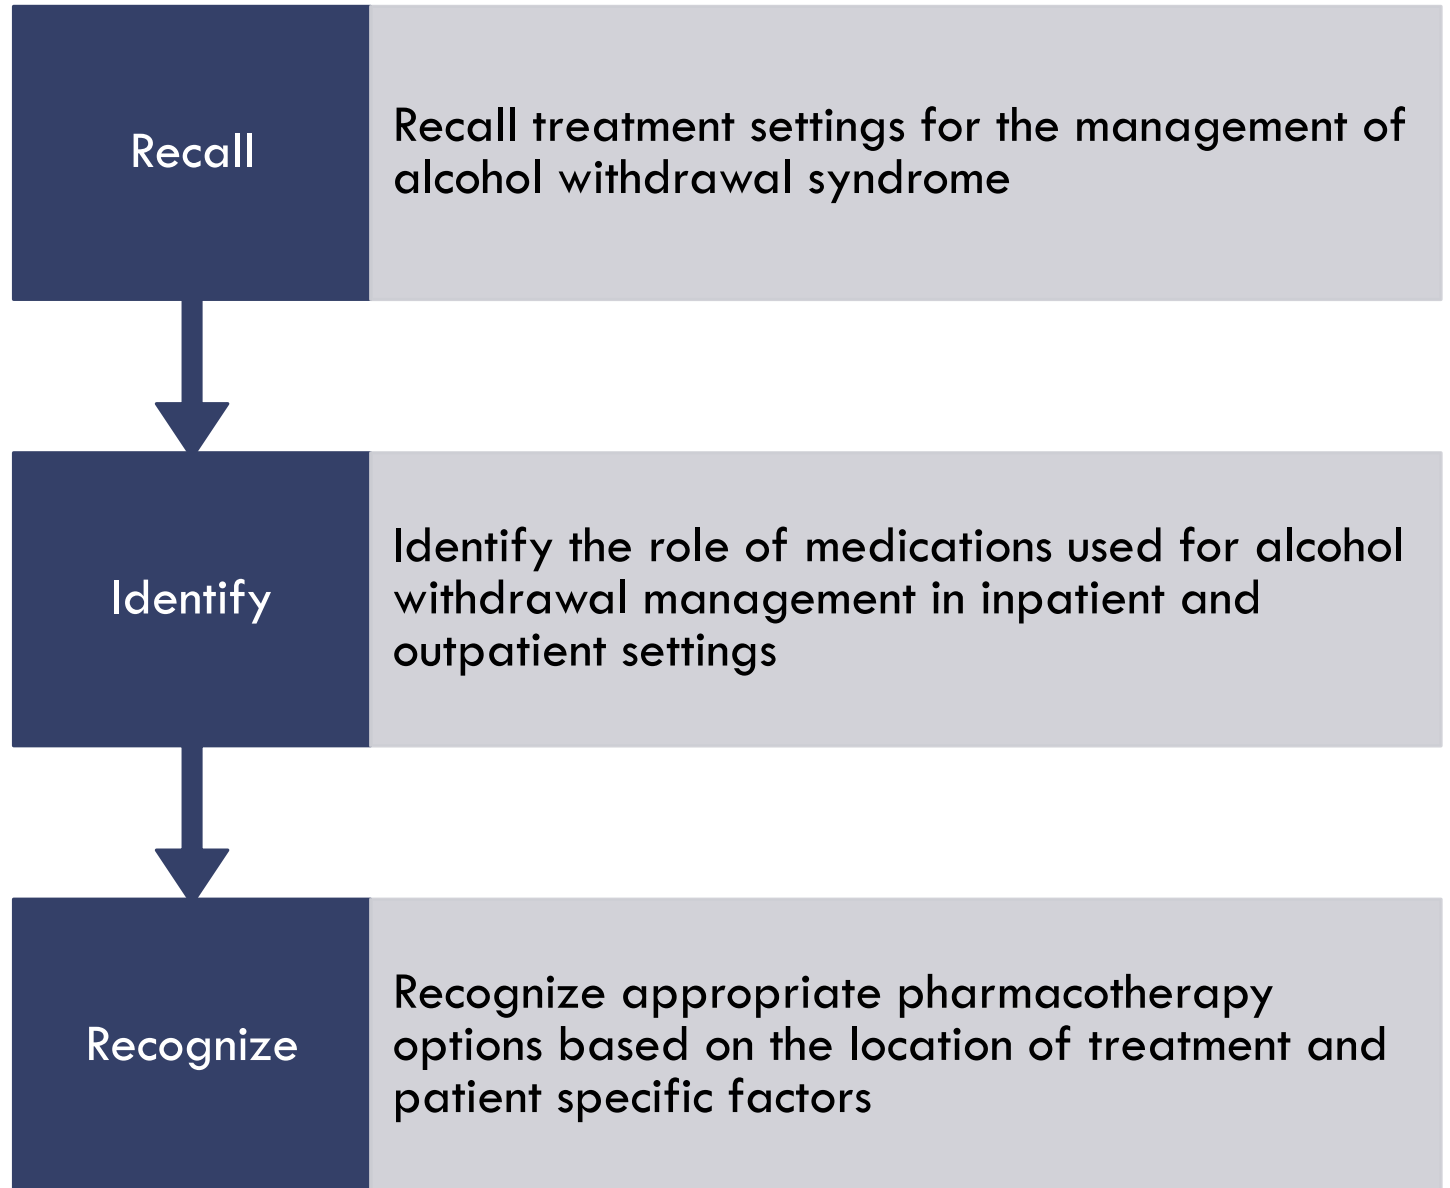 Recall
Recall treatment settings for the management of
alcohol withdrawal syndrome
Identify
Identify the role of medications used for alcohol
withdrawal management in inpatient and
outpatient settings
Recognize
Recognize appropriate pharmacotherapy
options based on the location of treatment and
patient specific factors